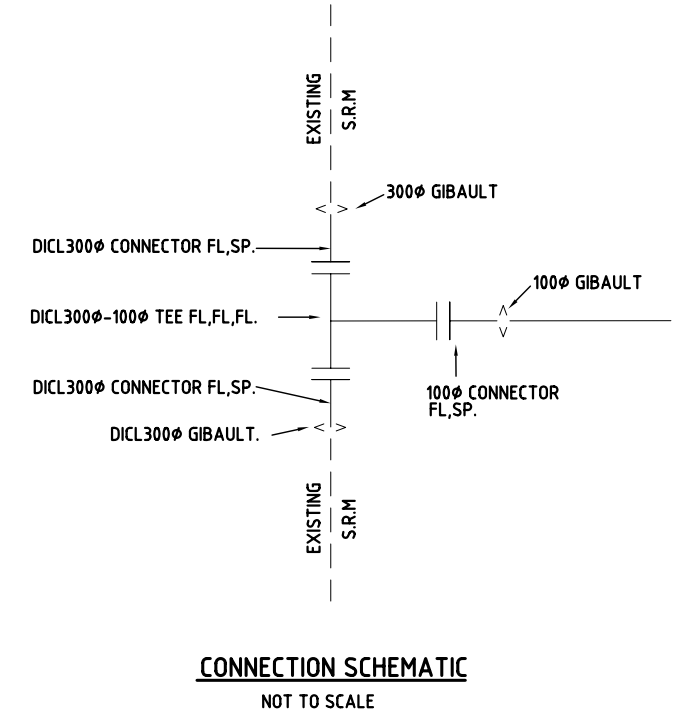 EXISTING
S.R.M
300Ø GIBAULT
DICL300Ø CONNECTOR FL,SP.
100Ø GIBAULT
DICL300Ø-100Ø TEE FL,FL,FL.
DICL300Ø CONNECTOR FL,SP.
100Ø CONNECTOR
FL,SP.
DICL300Ø GIBAULT.
EXISTING
S.R.M
CONNECTION SCHEMATIC
NOT TO SCALE